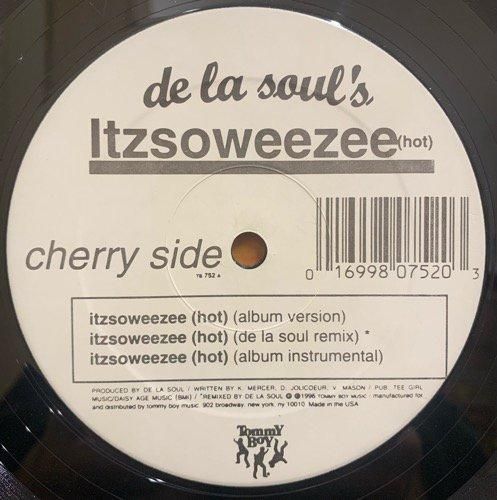 de la soul's
Itzsoweezee (hot)
cherry side
TB 752 A
0 16998 07520 3
itzsoweezee (hot) (album version)
itzsoweezee (hot) (de la soul remix) *
itzsoweezee (hot) (album instrumental)
PRODUCED BY DE LA SOUL / WRITTEN BY K. MERCER, D. JOLICOEUR, V. MASON / PUB. TEE GIRL
MUSIC/DAISY AGE MUSIC (BMI) / *REMIXED BY DE LA SOUL ℗ © 1996 TOMMY BOY MUSIC / manufactured for
and distributed by tommy boy music. 902 broadway, new york, ny 10010 Made in the USA
Tommy
Boy